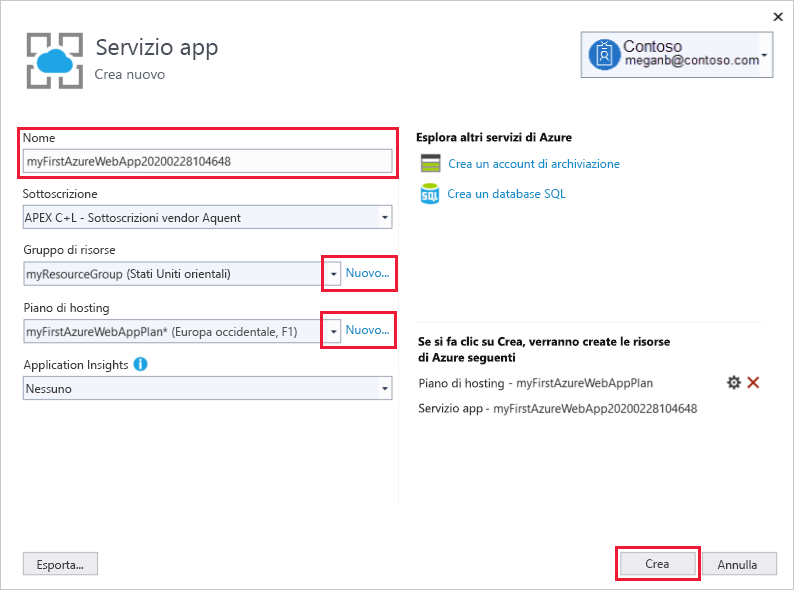 Servizio app
Crea nuovo
Contoso
meganb@contoso.com
Nome
myFirstAzureWebApp20200228104648
Sottoscrizione
APEX C+L - Sottoscrizioni vendor Aquent
Gruppo di risorse
myResourceGroup (Stati Uniti orientali)
Nuovo...
Piano di hosting
myFirstAzureWebAppPlan* (Europa occidentale, F1)
Nuovo...
Application Insights
Nessuno
Esplora altri servizi di Azure
Crea un account di archiviazione
SQL
Crea un database SQL
Se si fa clic su Crea, verranno create le risorse
di Azure seguenti
Piano di hosting - myFirstAzureWebAppPlan
Servizio app - myFirstAzureWebApp20200228104648
Esporta...
Crea
Annulla